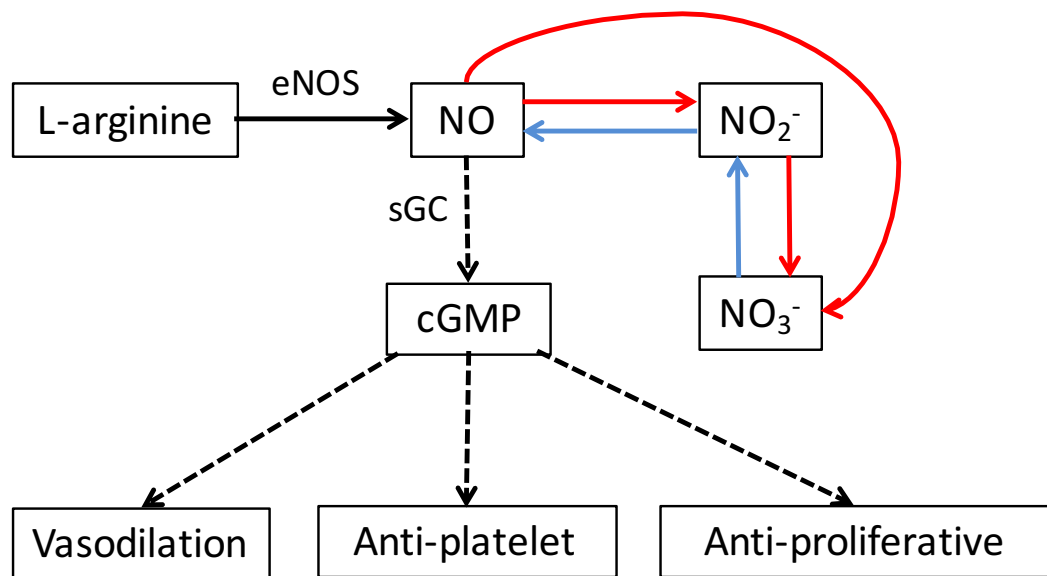 eNOS
L-arginine
NO
NO₂⁻
sGC
NO₃⁻
cGMP
Vasodilation
Anti-platelet
Anti-proliferative